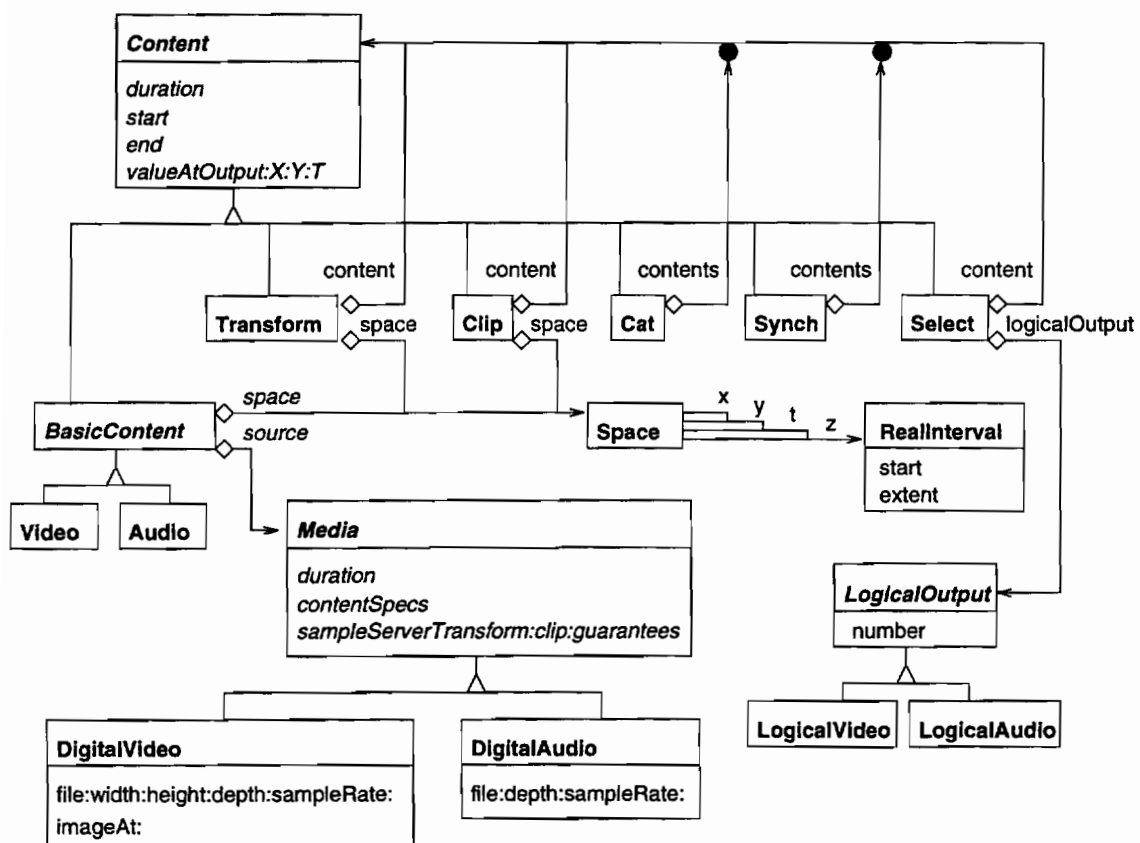 Content
duration
start
end
valueAtOutput:X:Y:T
content
content
contents
contents
content
Transform
space
Clip
space
Cat
Synch
Select
logicalOutput
BasicContent
space
source
Space
x
y
t
z
RealInterval
start
extent
Video
Audio
Media
duration
contentSpecs
sampleServerTransform:clip:guarantees
LogicalOutput
number
LogicalVideo
LogicalAudio
DigitalVideo
file:width:height:depth:sampleRate:
imageAt:
DigitalAudio
file:depth:sampleRate: